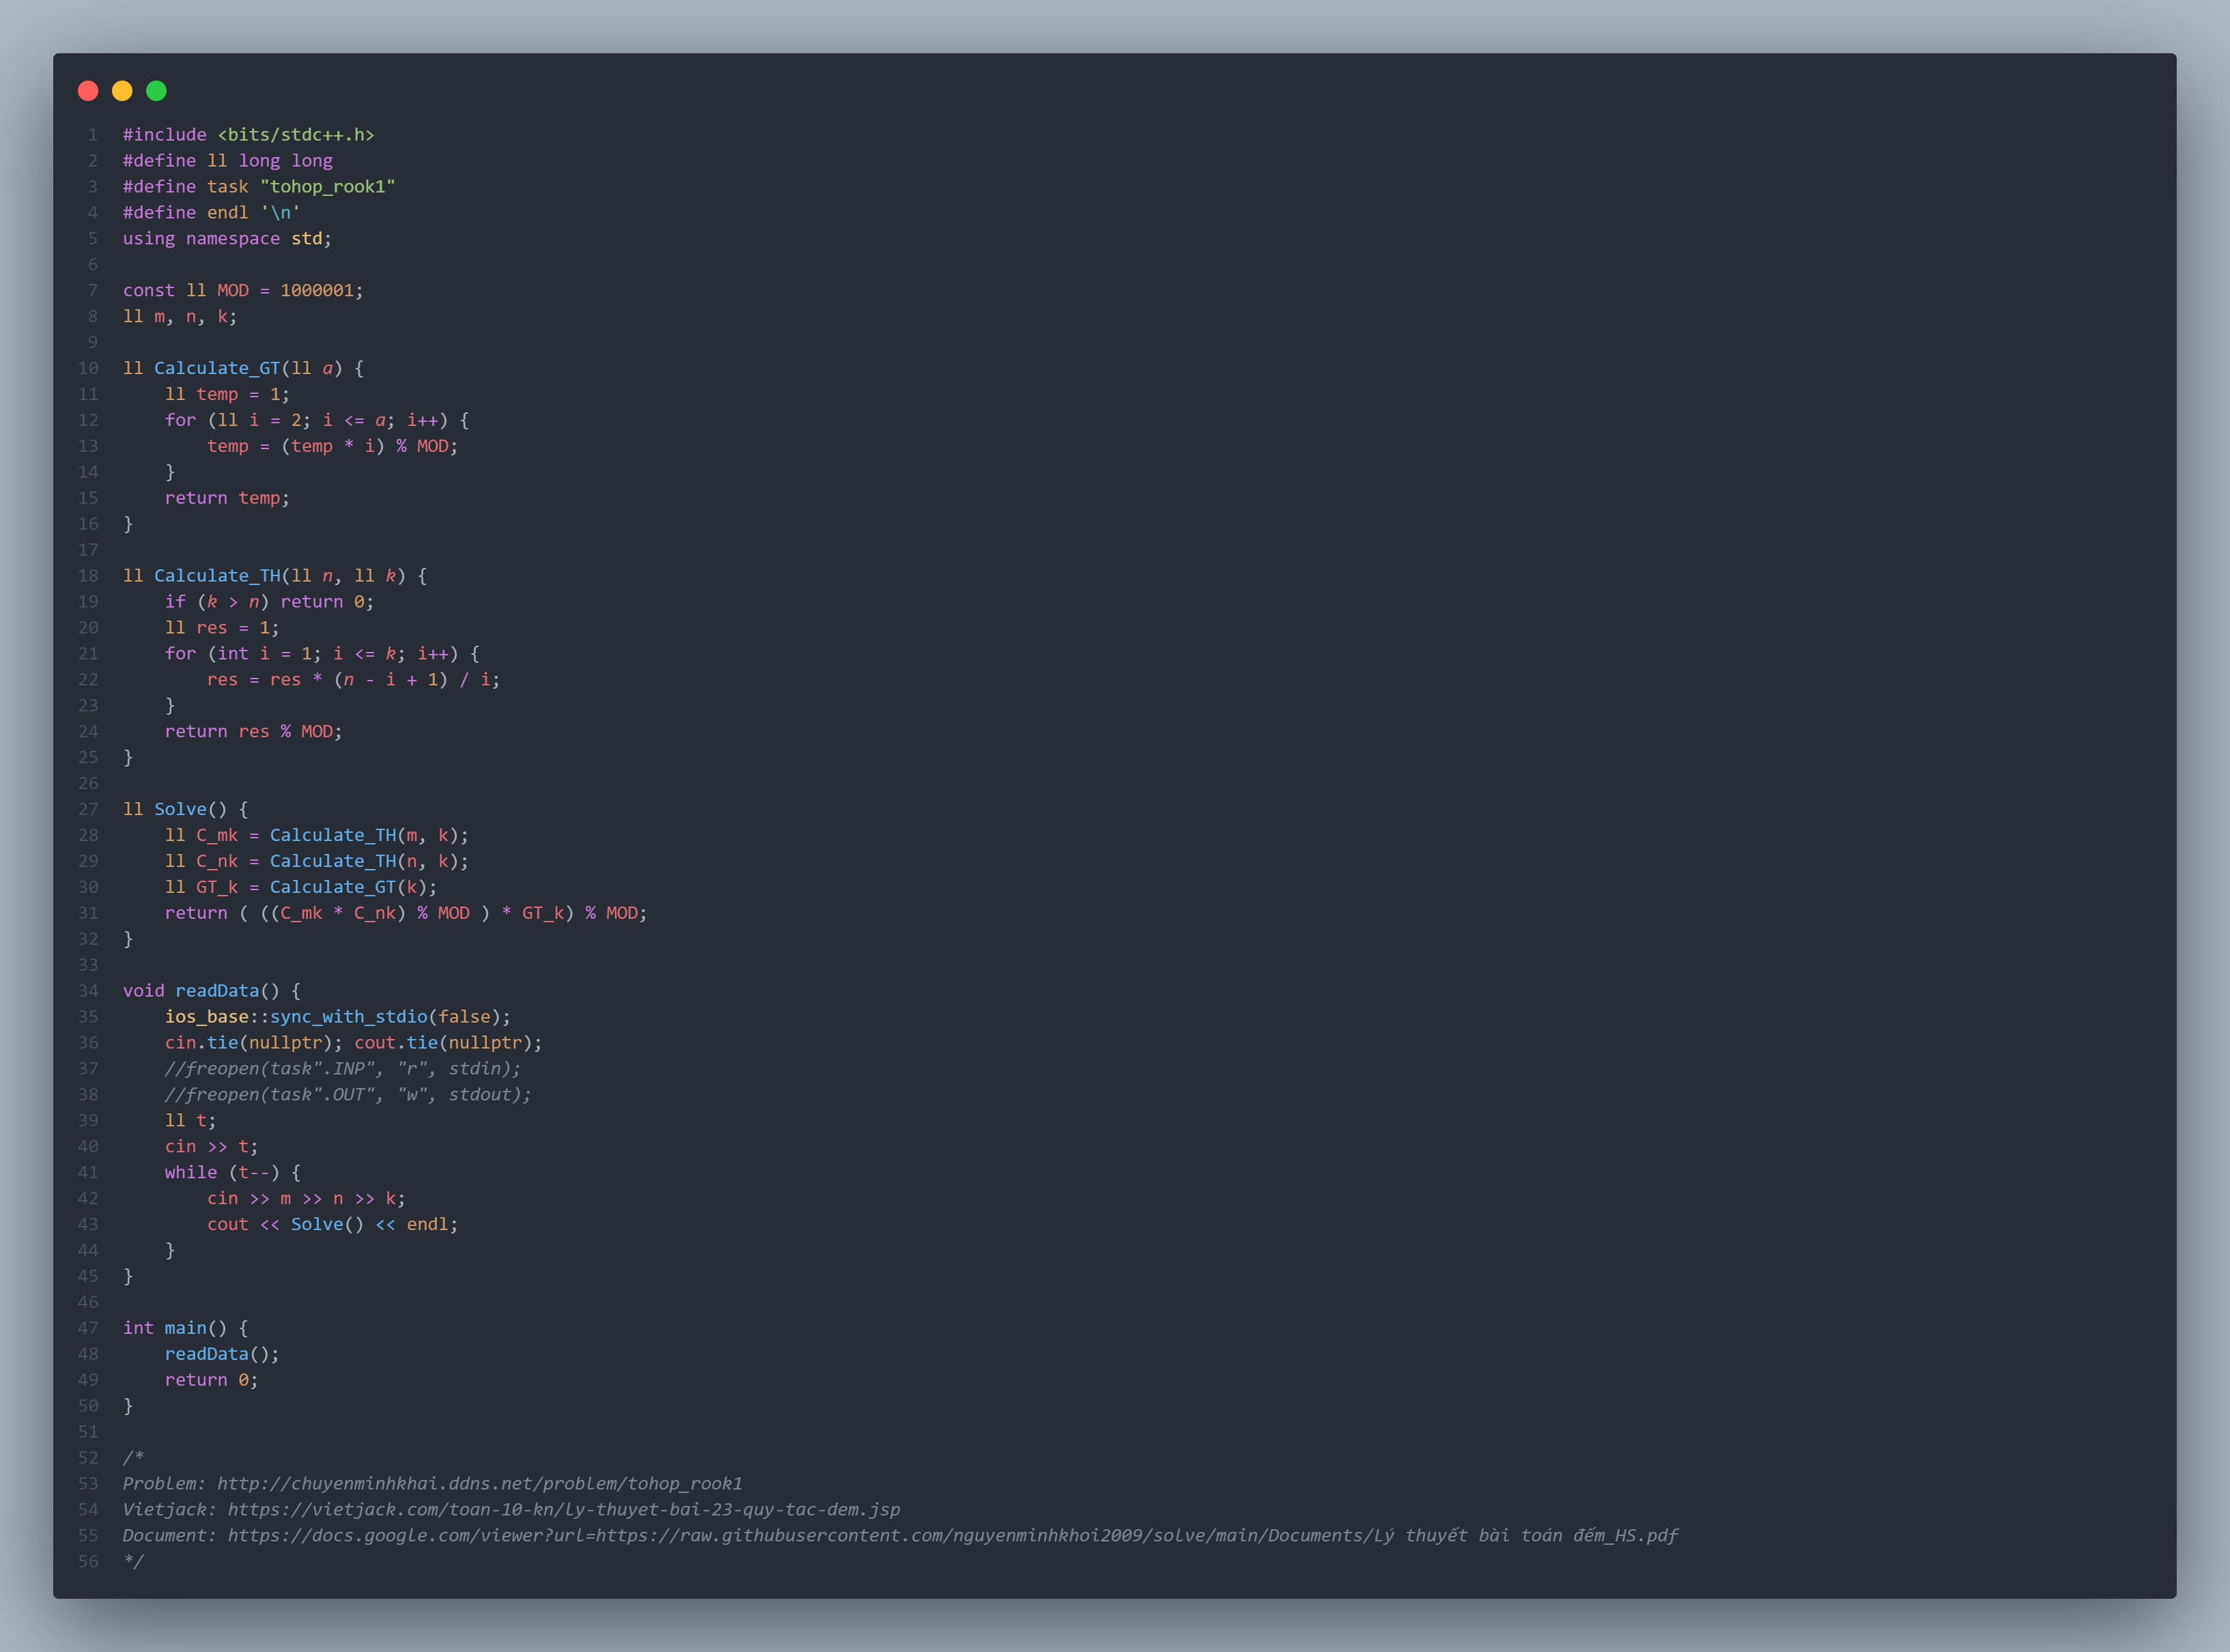 1 #include <bits/stdc++.h>
2 #define ll long long
3 #define task "tohop_rook1"
4 #define endl '\n'
5 using namespace std;
6
7 const ll MOD = 1000001;
8 ll m, n, k;
9
10 ll Calculate_GT(ll a) {
11     ll temp = 1;
12     for (ll i = 2; i <= a; i++) {
13         temp = (temp * i) % MOD;
14     }
15     return temp;
16 }
17
18 ll Calculate_TH(ll n, ll k) {
19     if (k > n) return 0;
20     ll res = 1;
21     for (int i = 1; i <= k; i++) {
22         res = res * (n - i + 1) / i;
23     }
24     return res % MOD;
25 }
26
27 ll Solve() {
28     ll C_mk = Calculate_TH(m, k);
29     ll C_nk = Calculate_TH(n, k);
30     ll GT_k = Calculate_GT(k);
31     return ( ((C_mk * C_nk) % MOD ) * GT_k) % MOD;
32 }
33
34 void readData() {
35     ios_base::sync_with_stdio(false);
36     cin.tie(nullptr); cout.tie(nullptr);
37     //freopen(task".INP", "r", stdin);
38     //freopen(task".OUT", "w", stdout);
39     ll t;
40     cin >> t;
41     while (t--) {
42         cin >> m >> n >> k;
43         cout << Solve() << endl;
44     }
45 }
46
47 int main() {
48     readData();
49     return 0;
50 }
51
52 /*
53 Problem: http://chuyenminhkhai.ddns.net/problem/tohop_rook1
54 Vietjack: https://vietjack.com/toan-10-kn/ly-thuyet-bai-23-quy-tac-dem.jsp
55 Document: https://docs.google.com/viewer?url=https://raw.githubusercontent.com/nguyenminhkhoi2009/solve/main/Documents/Lý thuyết bài toán đếm_HS.pdf
56 */